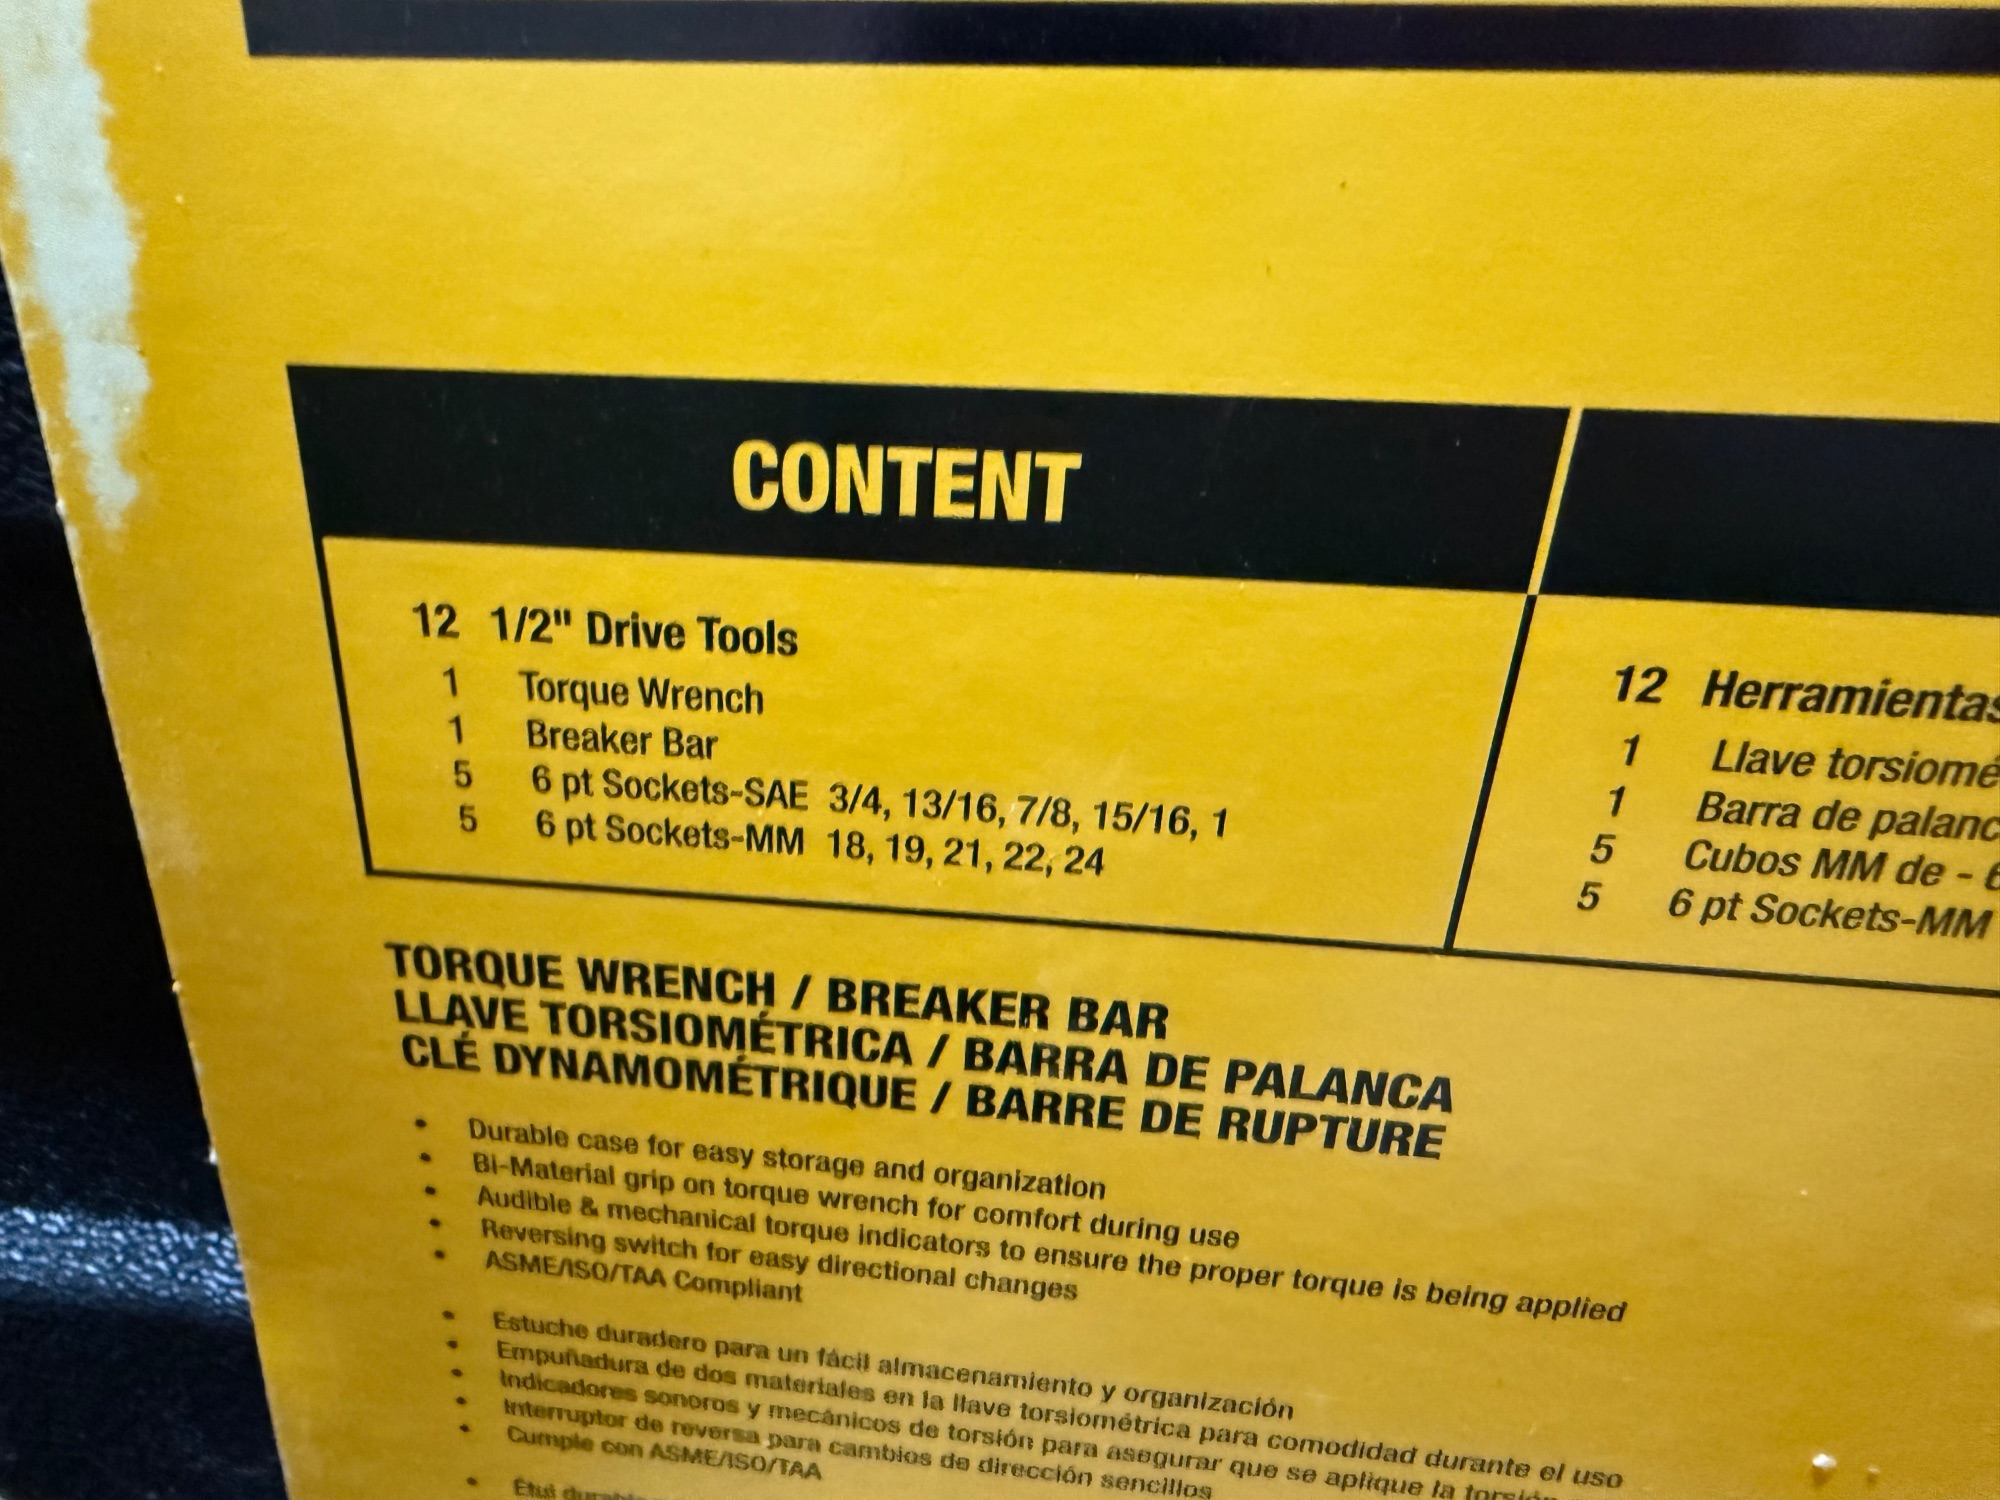 CONTENT
12 1/2" Drive Tools
1 Torque Wrench
1 Breaker Bar
5 6 pt Sockets-SAE 3/4, 13/16, 7/8, 15/16, 1
5 6 pt Sockets-MM 18, 19, 21, 22, 24
12 Herramientas
1 Llave torsiomé
1 Barra de palanc
5 Cubos MM de - 6
5 6 pt Sockets-MM
TORQUE WRENCH / BREAKER BAR
LLAVE TORSIOMÉTRICA / BARRA DE PALANCA
CLÉ DYNAMOMÉTRIQUE / BARRE DE RUPTURE
• Durable case for easy storage and organization
• Bi-Material grip on torque wrench for comfort during use
• Audible & mechanical torque indicators to ensure the proper torque is being applied
• Reversing switch for easy directional changes
• ASME/ISO/TAA Compliant
• Estuche duradero para un fácil almacenamiento y organización
• Empuñadura de dos materiales en la llave torsiométrica para comodidad durante el uso
• Indicadores sonoros y mecánicos de torsión para asegurar que se aplique la torsión
• Interruptor de reversa para cambios de dirección sencillos
• Cumple con ASME/ISO/TAA
• Étui